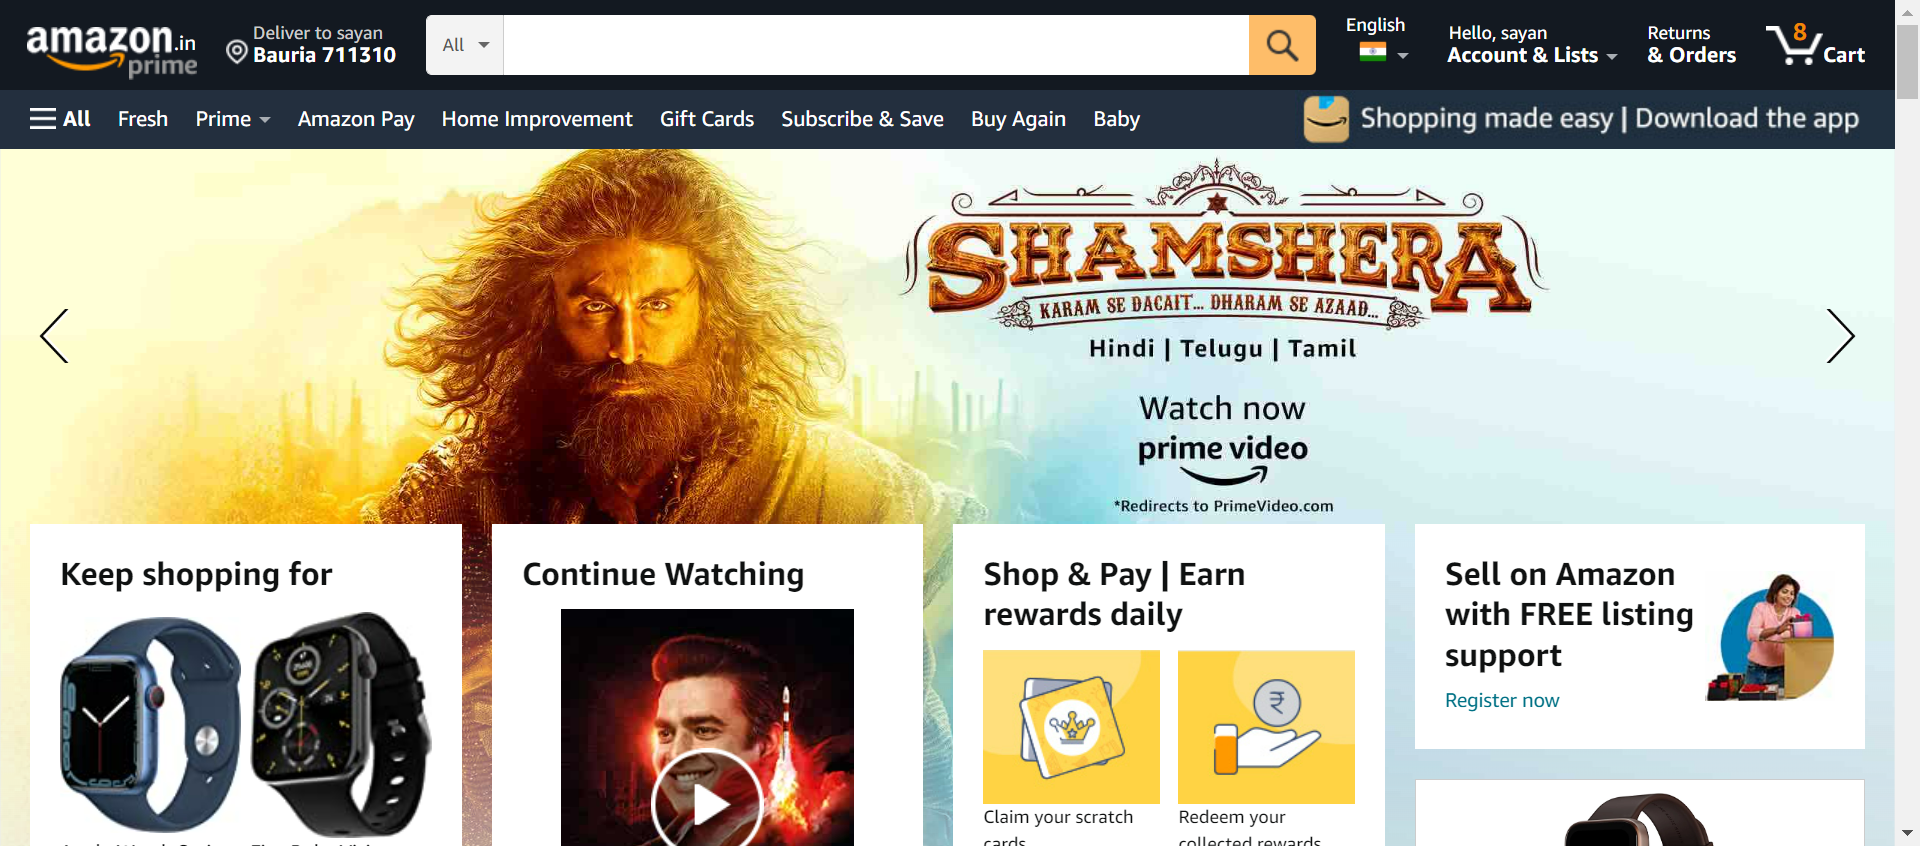 amazon.in
prime
Deliver to sayan
Bauria 711310
All
English
Hello, sayan
Account & Lists
Returns
& Orders
8
Cart
All
Fresh
Prime
Amazon Pay
Home Improvement
Gift Cards
Subscribe & Save
Buy Again
Baby
Shopping made easy | Download the app
SHAMSHERA
KARAM SE DACAIT... DHARAM SE AZAAD...
Hindi | Telugu | Tamil
Watch now
prime video
*Redirects to PrimeVideo.com
Keep shopping for
Continue Watching
Shop & Pay | Earn
rewards daily
₹
Claim your scratch
cards
Redeem your
collected rewards
Sell on Amazon
with FREE listing
support
Register now